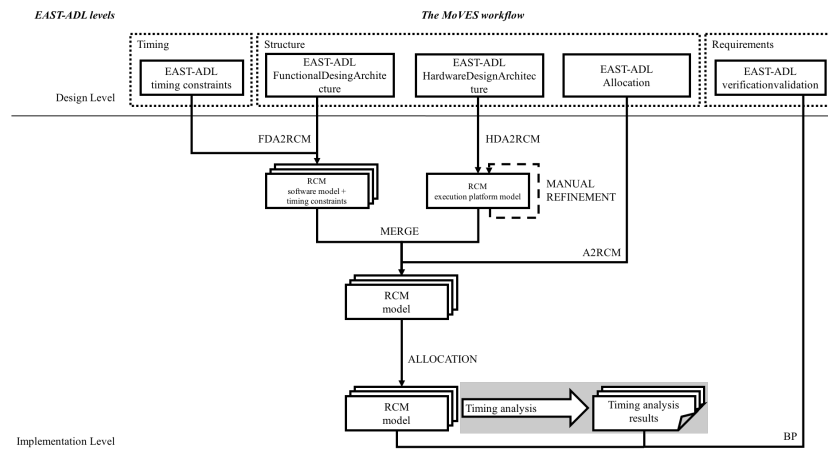 EAST-ADL levels
The MoVES workflow
Timing
Structure
Requirements
EAST-ADL
timing constraints
EAST-ADL
FunctionalDesingArchite
cture
EAST-ADL
HardwareDesignArchitec
ture
EAST-ADL
Allocation
EAST-ADL
verificationvalidation
Design Level
FDA2RCM
HDA2RCM
RCM
software model +
timing constraints
RCM
execution platform model
MANUAL
REFINEMENT
MERGE
A2RCM
RCM
model
ALLOCATION
RCM
model
Timing analysis
Timing analysis
results
BP
Implementation Level